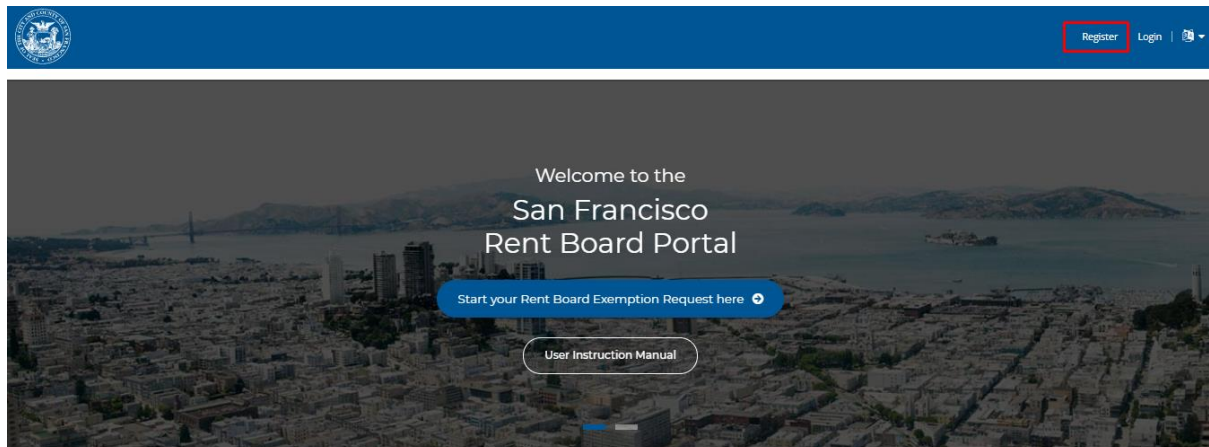 Register Login |
Welcome to the
San Francisco
Rent Board Portal
Start your Rent Board Exemption Request here
User Instruction Manual